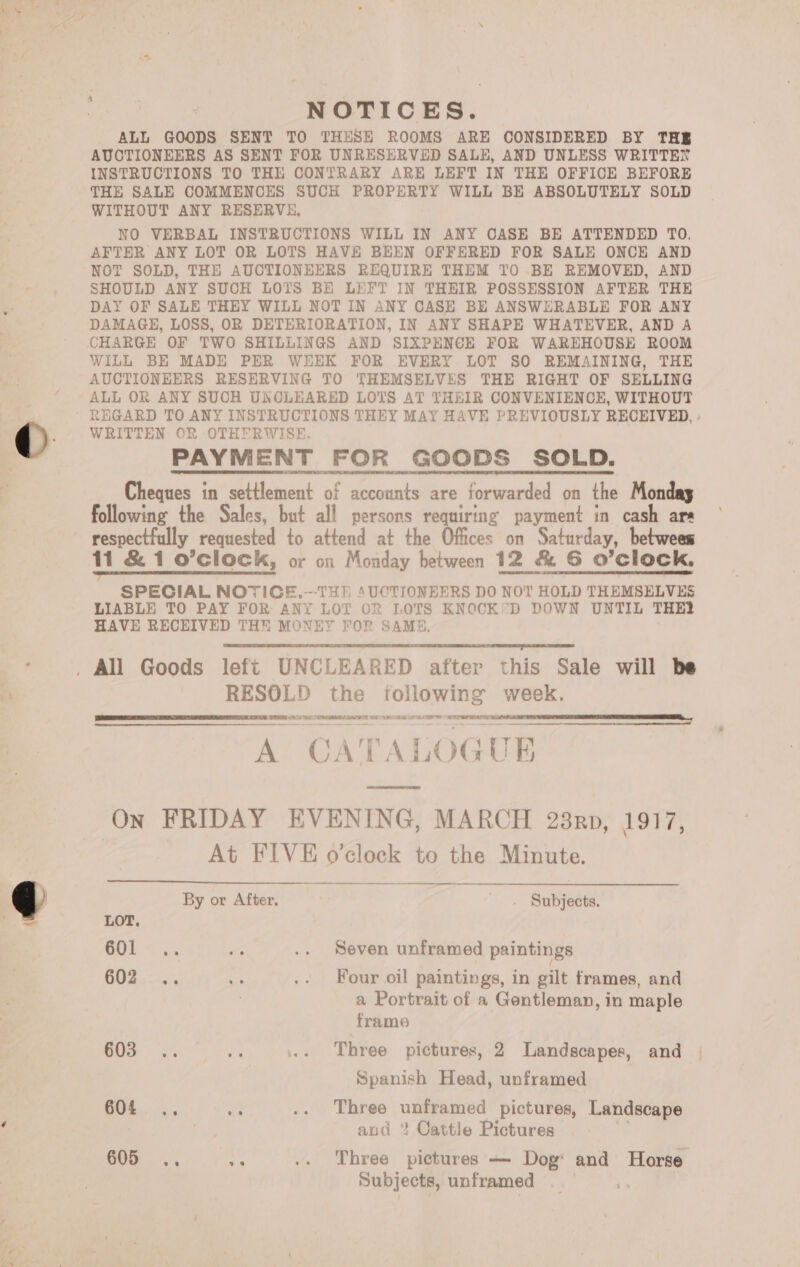 NOTICES.
ALL GOODS SENT TO THESE ROOMS ARE CONSIDERED BY THE
AUCTIONEERS AS SENT FOR UNRESERVED SALE, AND UNLESS WRITTEN
INSTRUCTIONS TO THE CONTRARY ARE LEFT IN THE OFFICE BEFORE
THE SALE COMMENCES SUCH PROPERTY WILL BE ABSOLUTELY SOLD
WITHOUT ANY RESERVE.
NO VERBAL INSTRUCTIONS WILL IN ANY CASE BE ATTENDED TO.
AFTER ANY LOT OR LOTS HAVE BEEN OFFERED FOR SALE ONCE AND
NOT SOLD, THE AUCTIONEERS REQUIRE THEM TO BE REMOVED, AND
SHOULD ANY SUCH LOTS BE LEFT IN THEIR POSSESSION AFTER THE
DAY OF SALE THEY WILL NOT IN ANY CASE BE ANSWERABLE FOR ANY
DAMAGE, LOSS, OR DETERIORATION, IN ANY SHAPE WHATEVER, AND A
CHARGE OF TWO SHILLINGS AND SIXPENCE FOR WAREHOUSE ROOM
WILL BE MADE PER WEEK FOR EVERY LOT SO REMAINING, THE
AUCTIONEERS RESERVING TO THEMSELVES THE RIGHT OF SELLING
ALL OR ANY SUCH UNCLEARED LOTS AT THEIR CONVENIENCE, WITHOUT
REGARD TO ANY INSTRUCTIONS THEY MAY HAVE PREVIOUSLY RECEIVED,
WRITTEN OR OTHERWISE.
PAYMENT FOR GOODS SOLD.
Cheques in settlement of accounts are forwarded on the Monday
following the Sales, but all persons requiring payment in cash are
respectfully requested to attend at the Offices on Saturday, between
11 & 1 o'clock, or on Monday between 12 & 6 o'clock.
SPECIAL NOTICE.--THE AUCTIONEERS DO NOT HOLD THEMSELVES
LIABLE TO PAY FOR ANY LOT OR LOTS KNOCKED DOWN UNTIL THEY
HAVE RECEIVED THE MONEY FOR SAME.
All Goods left UNCLEARED after this Sale will be
RESOLD the following week.
A CATALOGUE
On FRIDAY EVENING, MARCH 23RD, 1917,
At FIVE o'clock to the Minute.
By or After. Subjects.
LOT.
601 .. .. .. Seven unframed paintings
602 .. .. .. Four oil paintings, in gilt frames, and
a Portrait of a Gentleman, in maple
frame
603 .. .. .. Three pictures, 2 Landscapes, and
Spanish Head, unframed
604 .. .. .. Three unframed pictures, Landscape
and 2 Cattle Pictures
605 .. .. .. Three pictures — Dog and Horse
Subjects, unframed